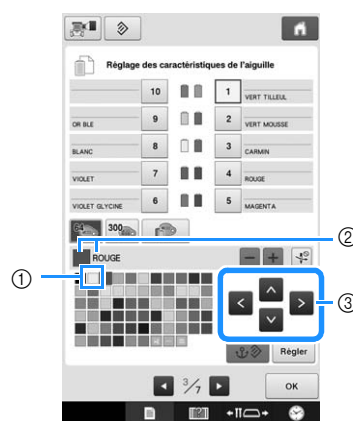 Réglage des caractéristiques de l'aiguille
10 1 VERT TILLEUL
OR BLE 9 2 VERT MOUSSE
BLANC 8 3 CARMIN
VIOLET 7 4 ROUGE
VIOLET GLYCINE 6 5 MAGENTA
64 300
ROUGE
②
①
③
Régler
3/7 OK